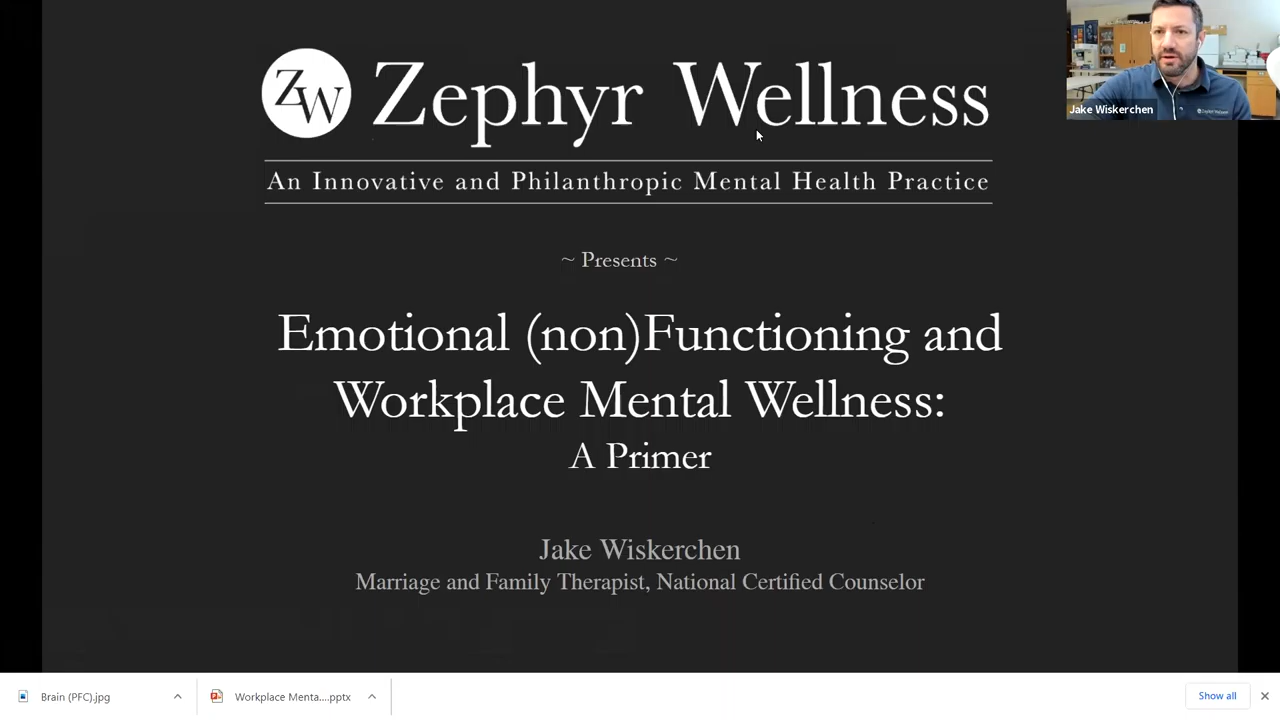 ZW Zephyr Wellness
An Innovative and Philanthropic Mental Health Practice
~ Presents ~
Emotional (non)Functioning and
Workplace Mental Wellness:
A Primer
Jake Wiskerchen
Marriage and Family Therapist, National Certified Counselor
Jake Wiskerchen
Brain (PFC).jpg
Workplace Menta....pptx
Show all